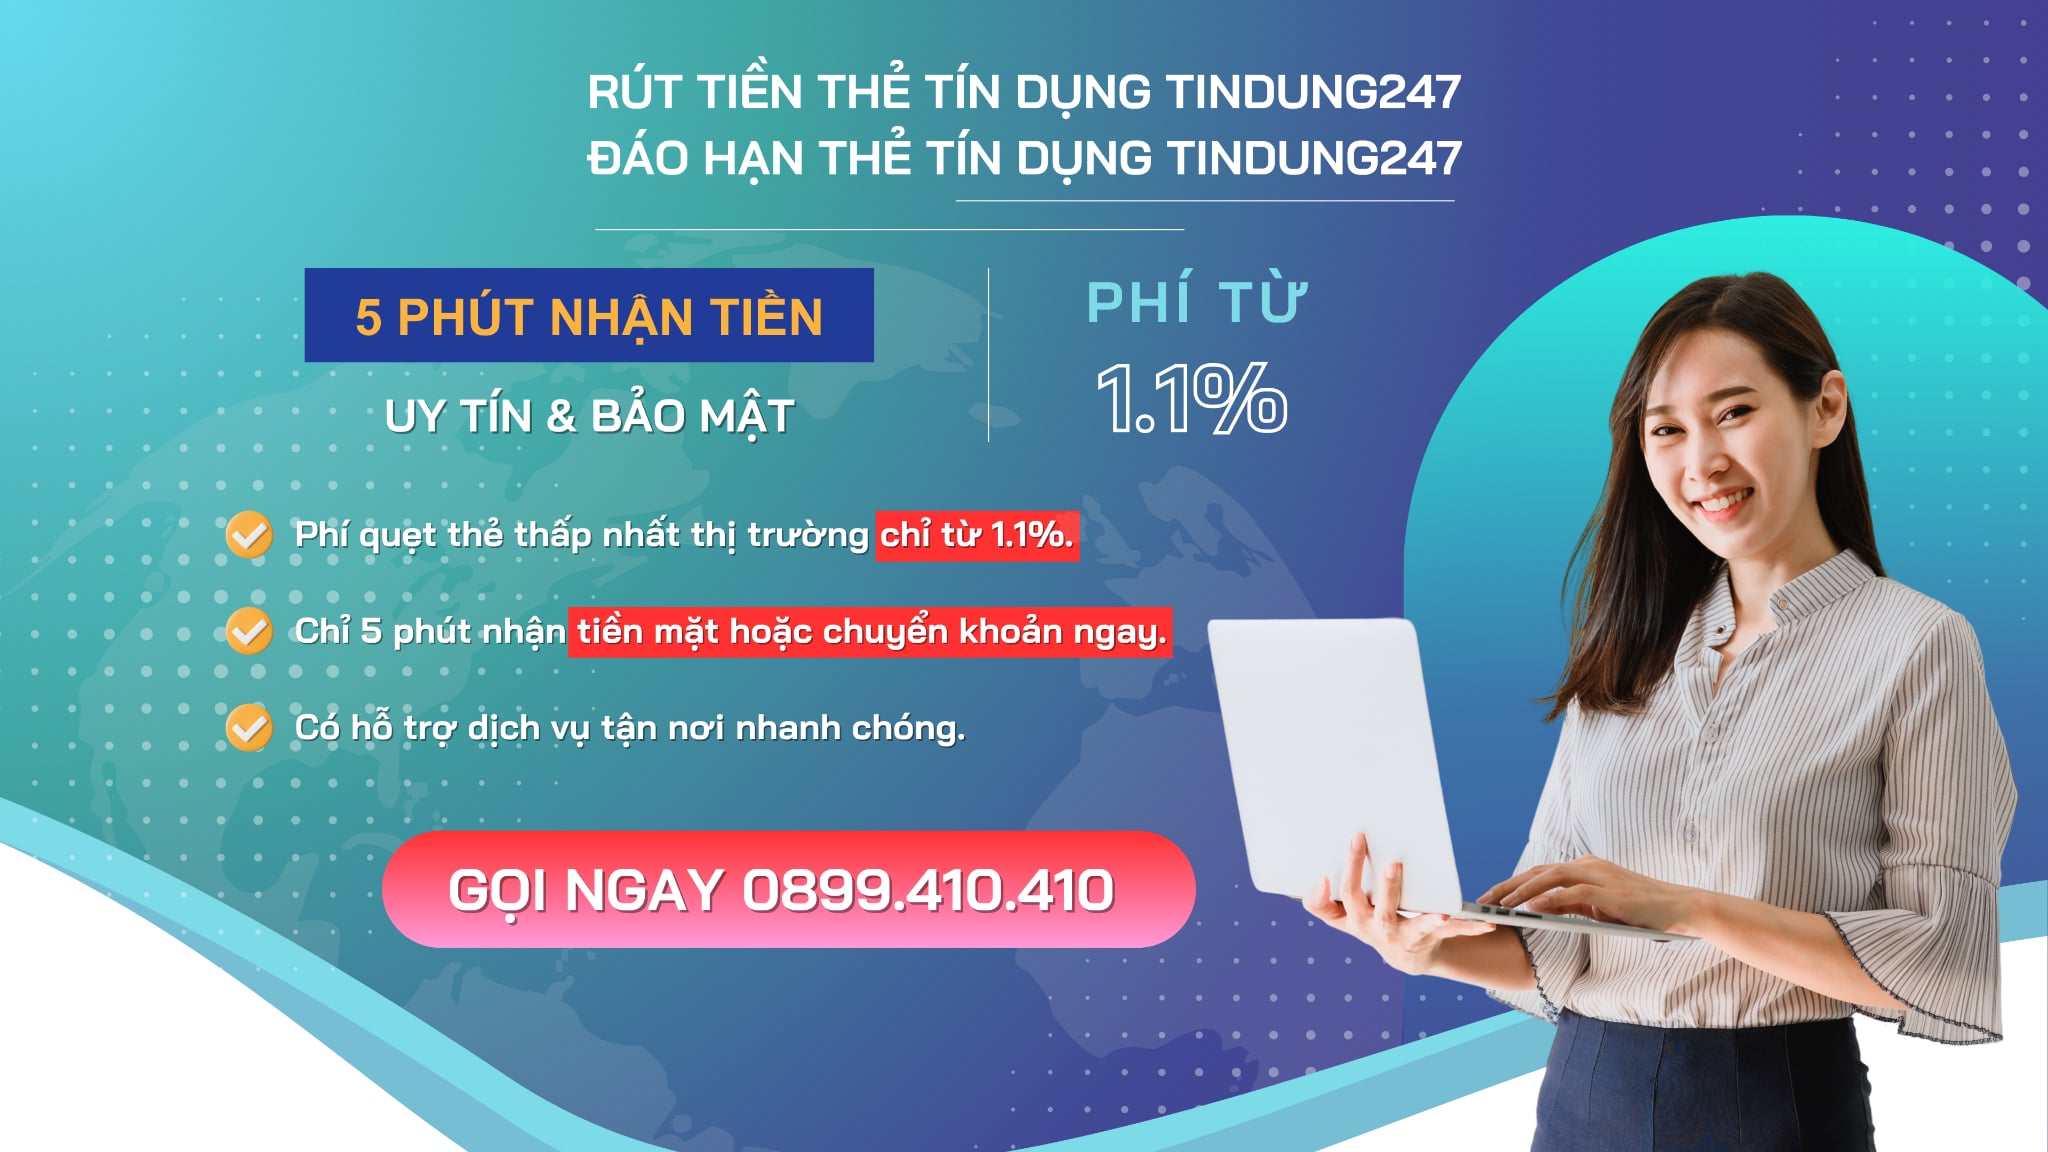 RÚT TIỀN THẺ TÍN DỤNG TINDUNG247
ĐÁO HẠN THẺ TÍN DỤNG TINDUNG247
5 PHÚT NHẬN TIỀN
UY TÍN & BẢO MẬT
PHÍ TỪ
1.1%
Phí quẹt thẻ thấp nhất thị trường chỉ từ 1.1%.
Chỉ 5 phút nhận tiền mặt hoặc chuyển khoản ngay.
Có hỗ trợ dịch vụ tận nơi nhanh chóng.
GỌI NGAY 0899.410.410